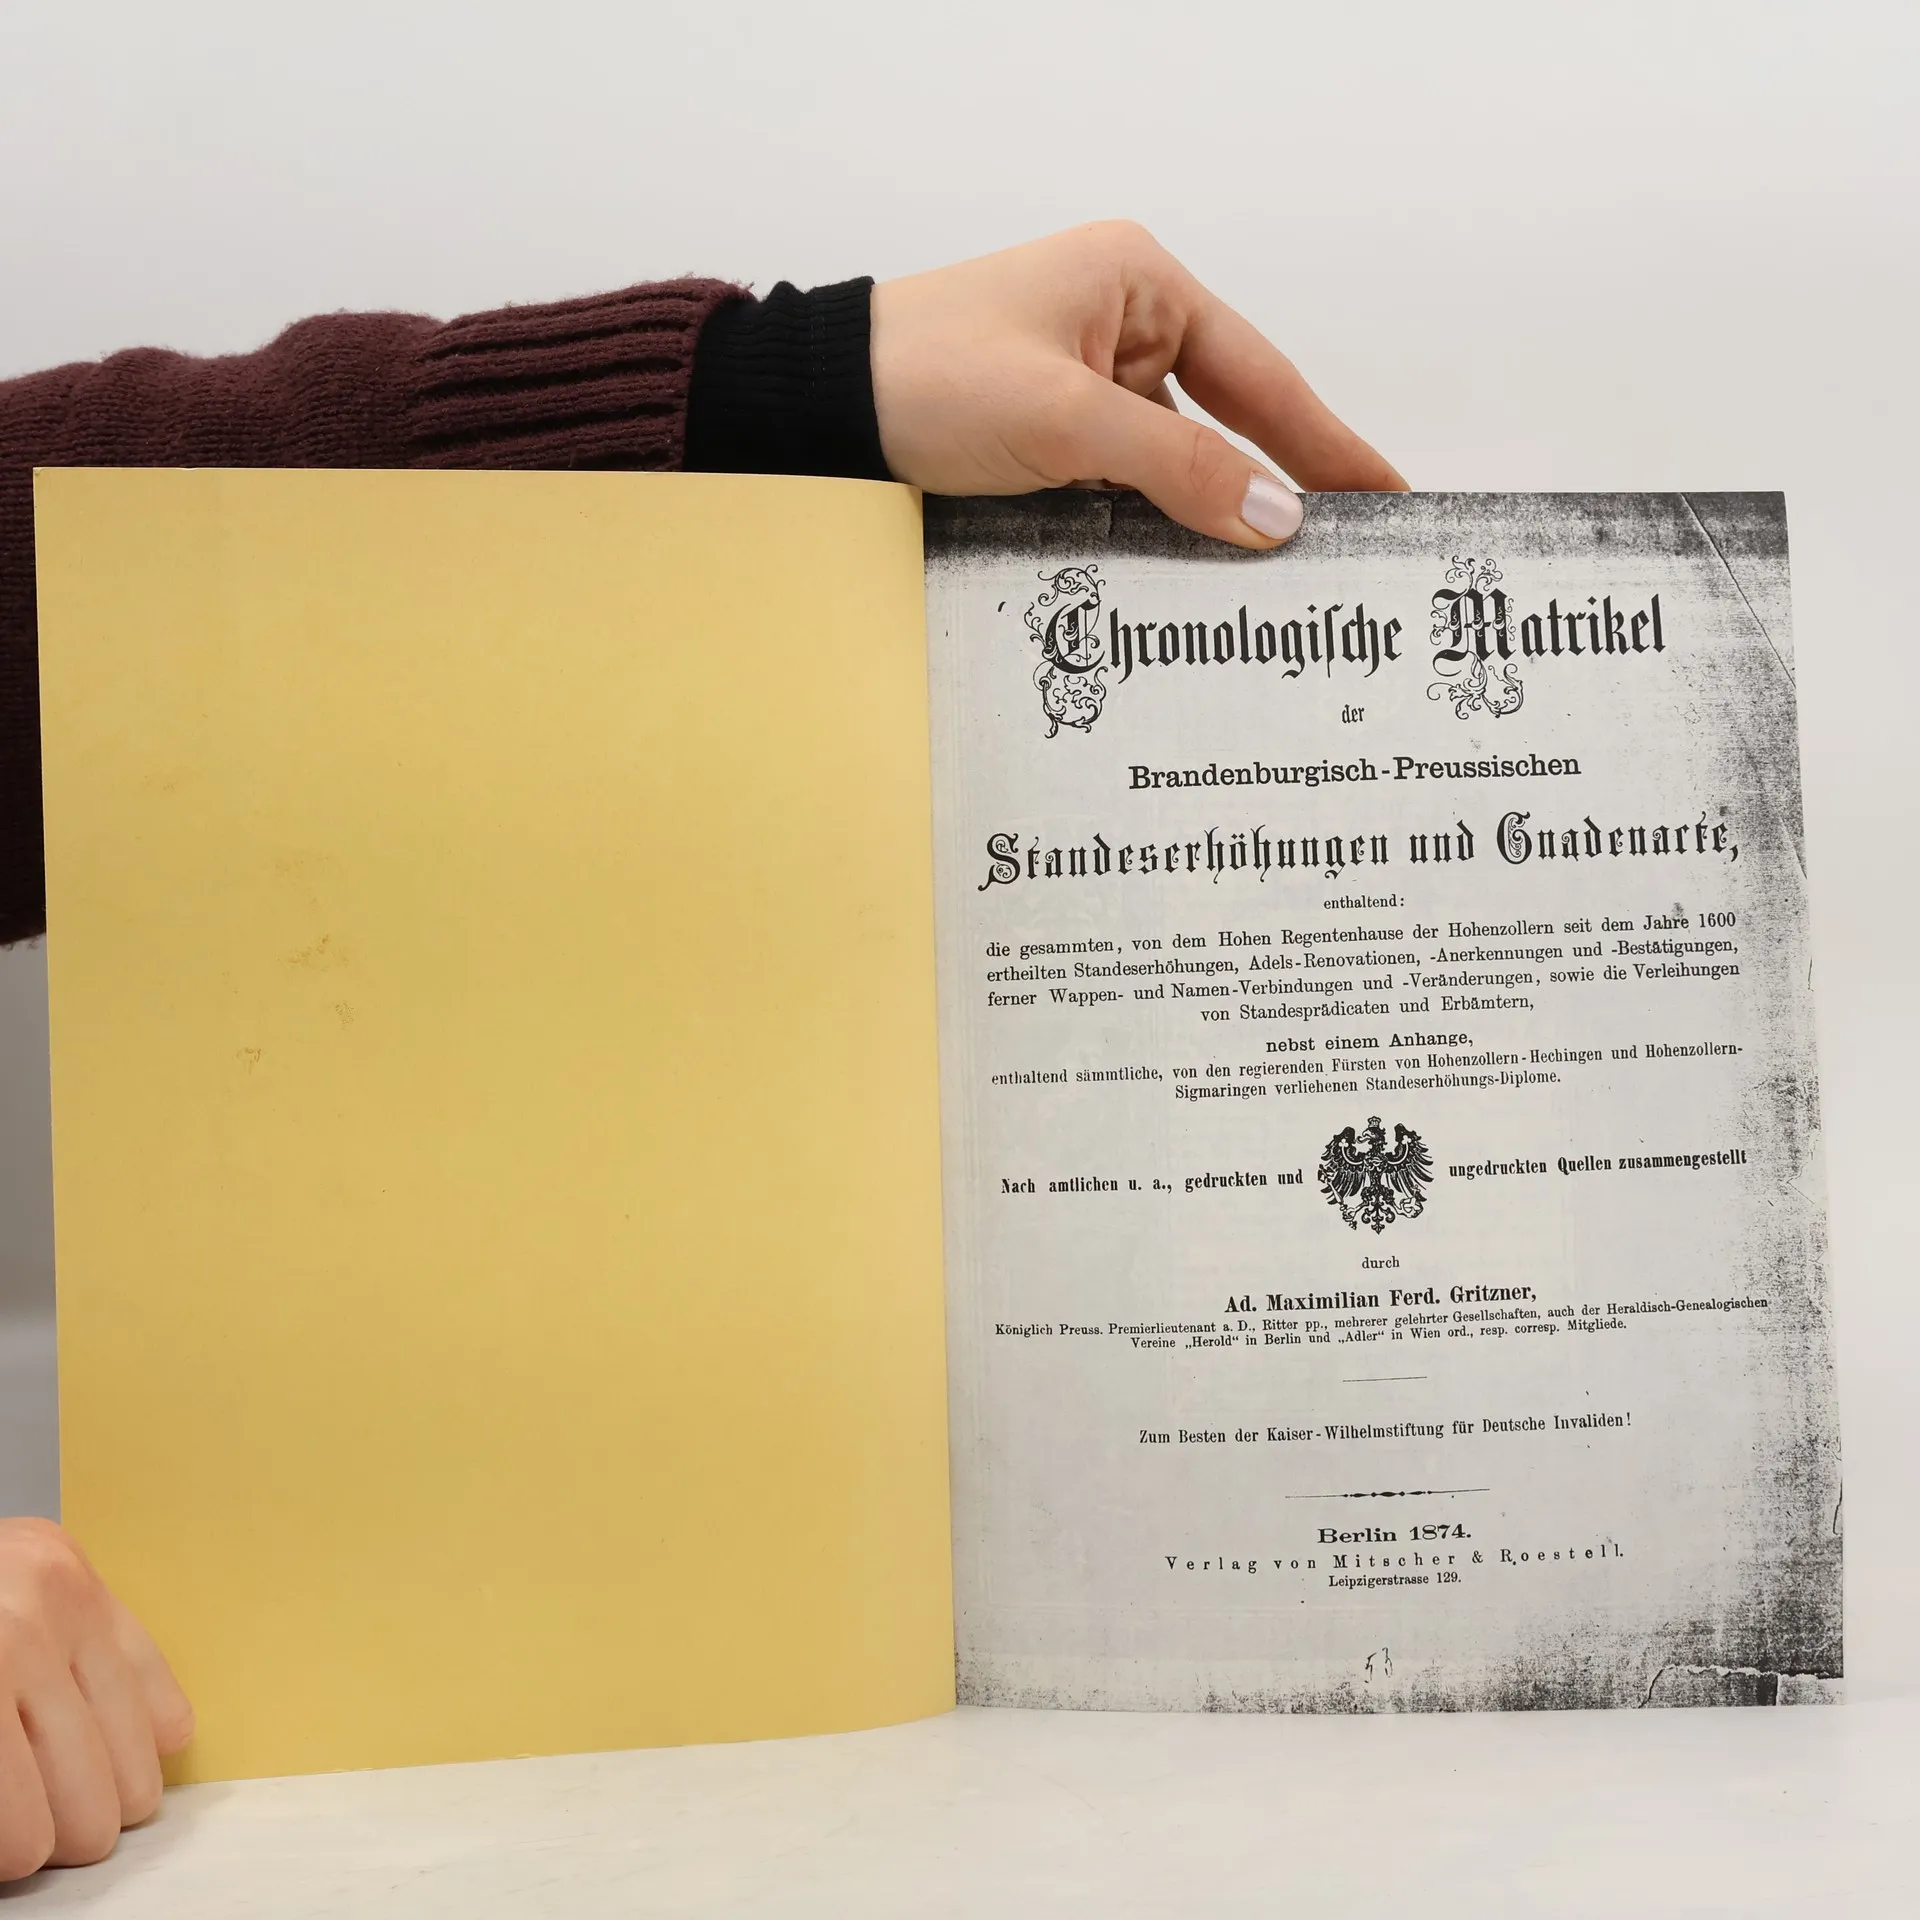 Chronologiſche Matrikel
der
Brandenburgisch-Preussischen
Standeserhöhungen und Gnadenacte,
enthaltend:
die gesammten, von dem Hohen Regentenhause der Hohenzollern seit dem Jahre 1600
ertheilten Standeserhöhungen, Adels-Renovationen, -Anerkennungen und -Bestätigungen,
ferner Wappen- und Namen-Verbindungen und -Veränderungen, sowie die Verleihungen
von Standesprädicaten und Erbämtern,
nebst einem Anhange,
enthaltend sämmtliche, von den regierenden Fürsten von Hohenzollern-Hechingen und Hohenzollern-
Sigmaringen verliehenen Standeserhöhungs-Diplome.
Nach amtlichen u. a., gedruckten und ungedruckten Quellen zusammengestellt
durch
Ad. Maximilian Ferd. Gritzner,
Königlich Preuss. Premierlieutenant a. D., Ritter pp., mehrerer gelehrter Gesellschaften, auch der Heraldisch-Genealogischen
Vereine „Herold“ in Berlin und „Adler“ in Wien ord., resp. corresp. Mitgliede.
Zum Besten der Kaiser-Wilhelmstiftung für Deutsche Invaliden!
Berlin 1874.
Verlag von Mitscher & Roestell.
Leipzigerstrasse 129.
53